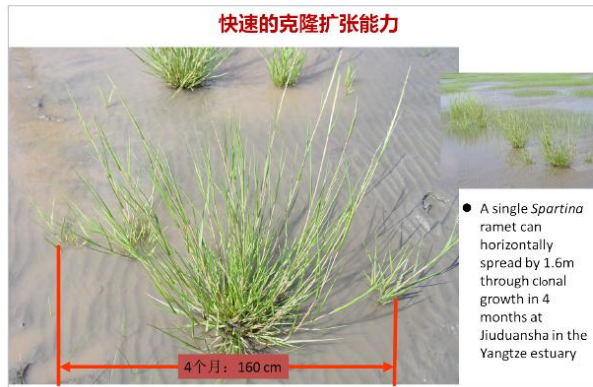 快速的克隆扩张能力
● A single Spartina
ramet can
horizontally
spread by 1.6m
through clonal
growth in 4
months at
Jiuduansha in the
Yangtze estuary
4个月：160 cm